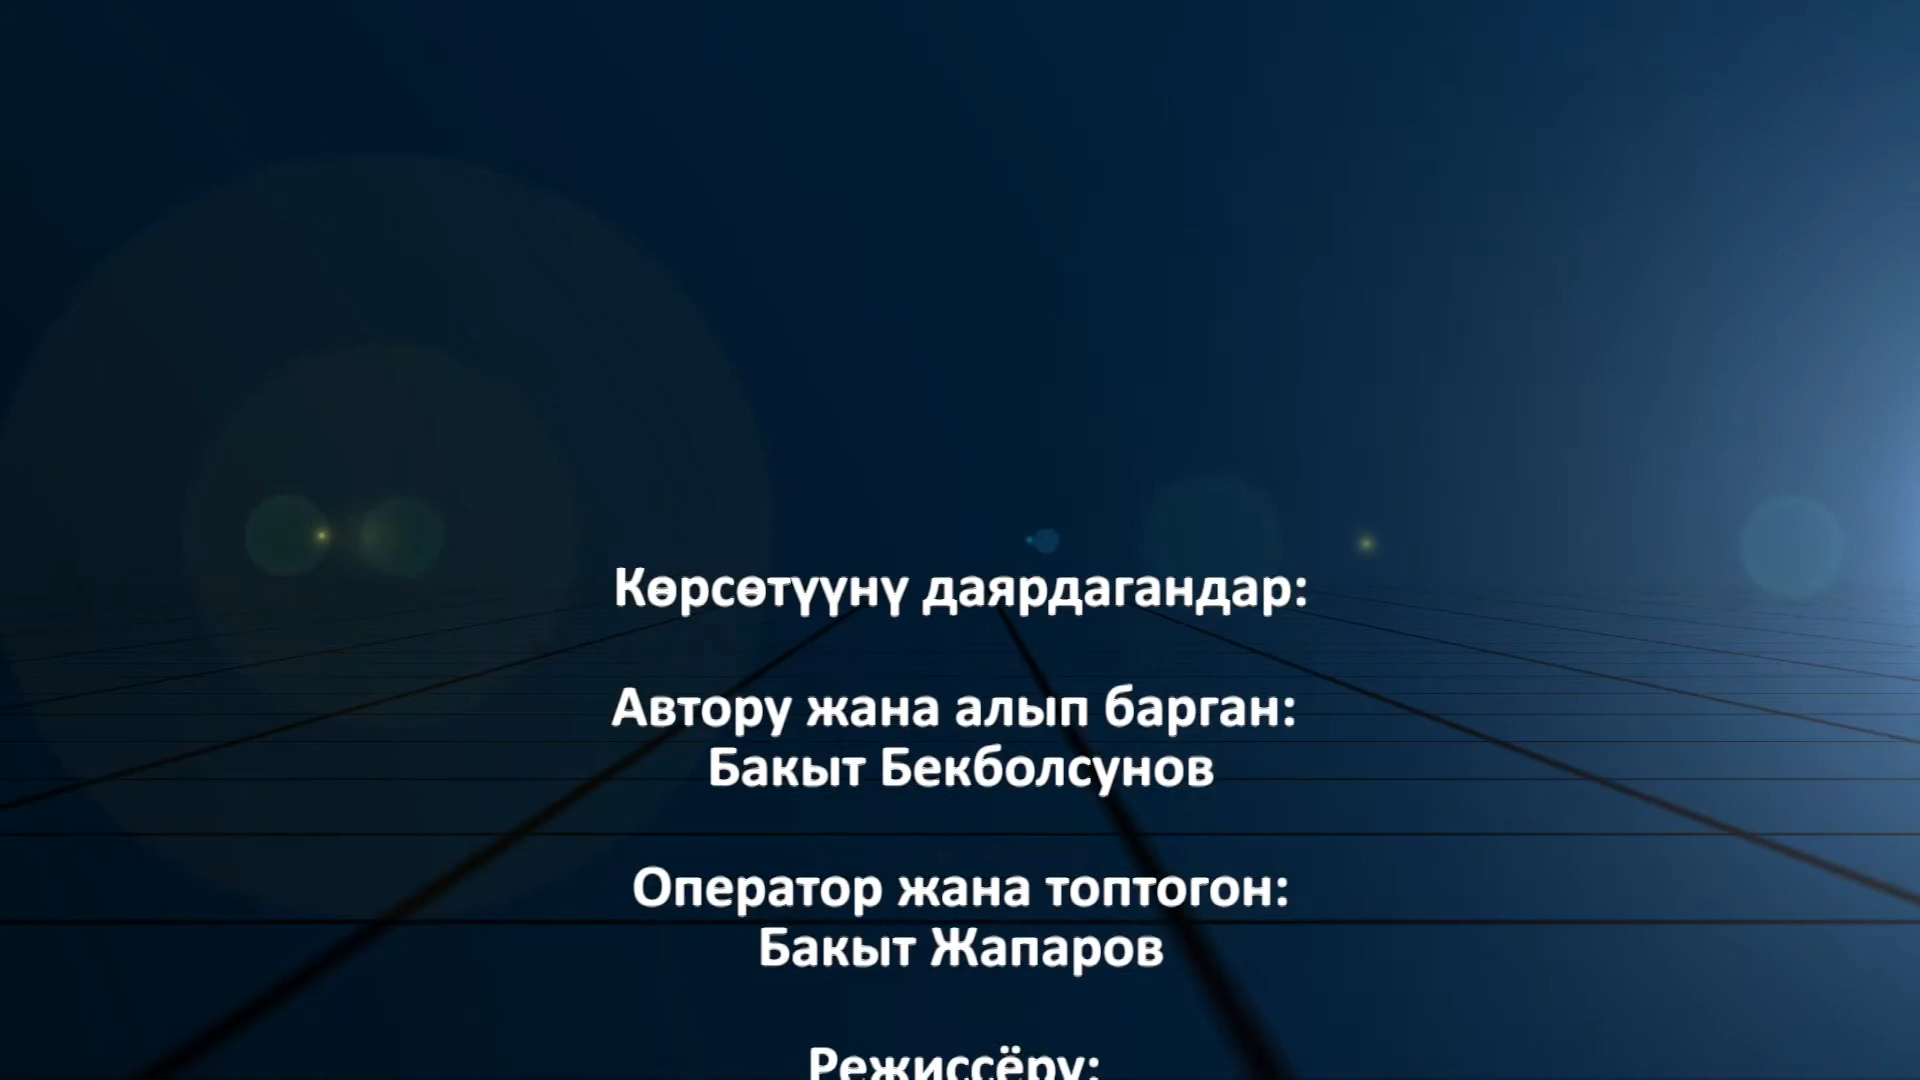 Көрсөтүүнү даярдагандар:
Автору жана алып барган:
Бакыт Бекболсунов
Оператор жана топтогон:
Бакыт Жапаров
Режиссёру: